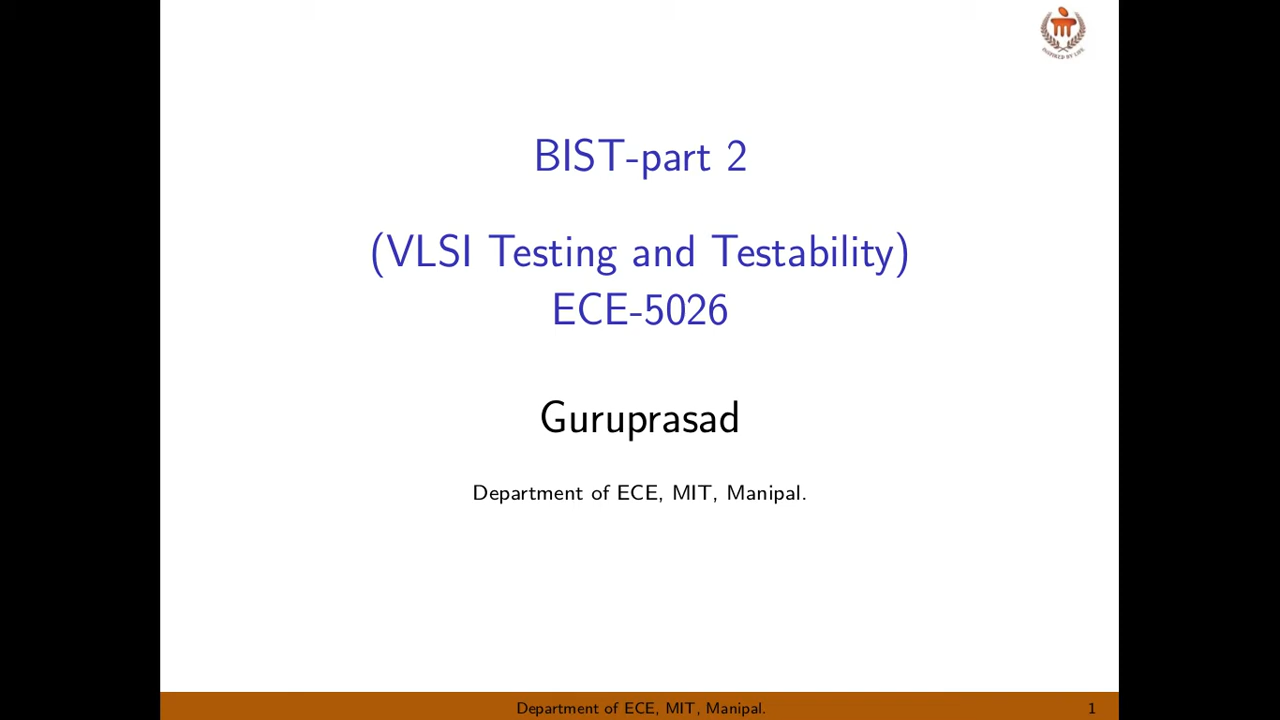 BIST-part 2
(VLSI Testing and Testability)
ECE-5026
Guruprasad
Department of ECE, MIT, Manipal.
Department of ECE, MIT, Manipal.
1